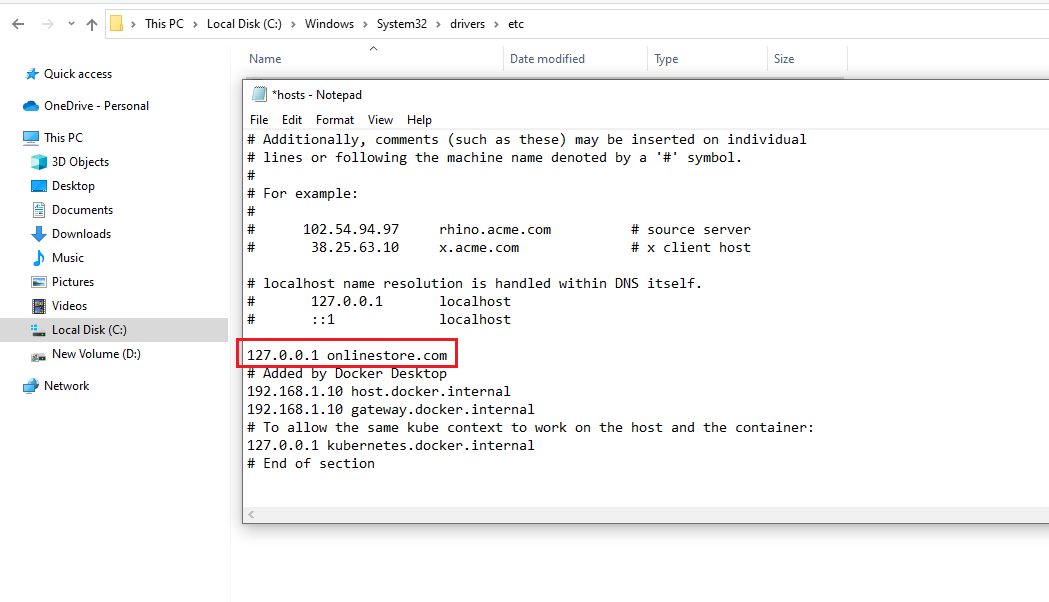 This PC > Local Disk (C:) > Windows > System32 > drivers > etc
Name Date modified Type Size
Quick access
OneDrive - Personal
This PC
3D Objects
Desktop
Documents
Downloads
Music
Pictures
Videos
Local Disk (C:)
New Volume (D:)
Network
*hosts - Notepad
File Edit Format View Help
# Additionally, comments (such as these) may be inserted on individual
# lines or following the machine name denoted by a '#' symbol.
#
# For example:
#
#      102.54.94.97     rhino.acme.com          # source server
#       38.25.63.10     x.acme.com              # x client host
# localhost name resolution is handled within DNS itself.
#       127.0.0.1       localhost
#       ::1             localhost
127.0.0.1 onlinestore.com
# Added by Docker Desktop
192.168.1.10 host.docker.internal
192.168.1.10 gateway.docker.internal
# To allow the same kube context to work on the host and the container:
127.0.0.1 kubernetes.docker.internal
# End of section